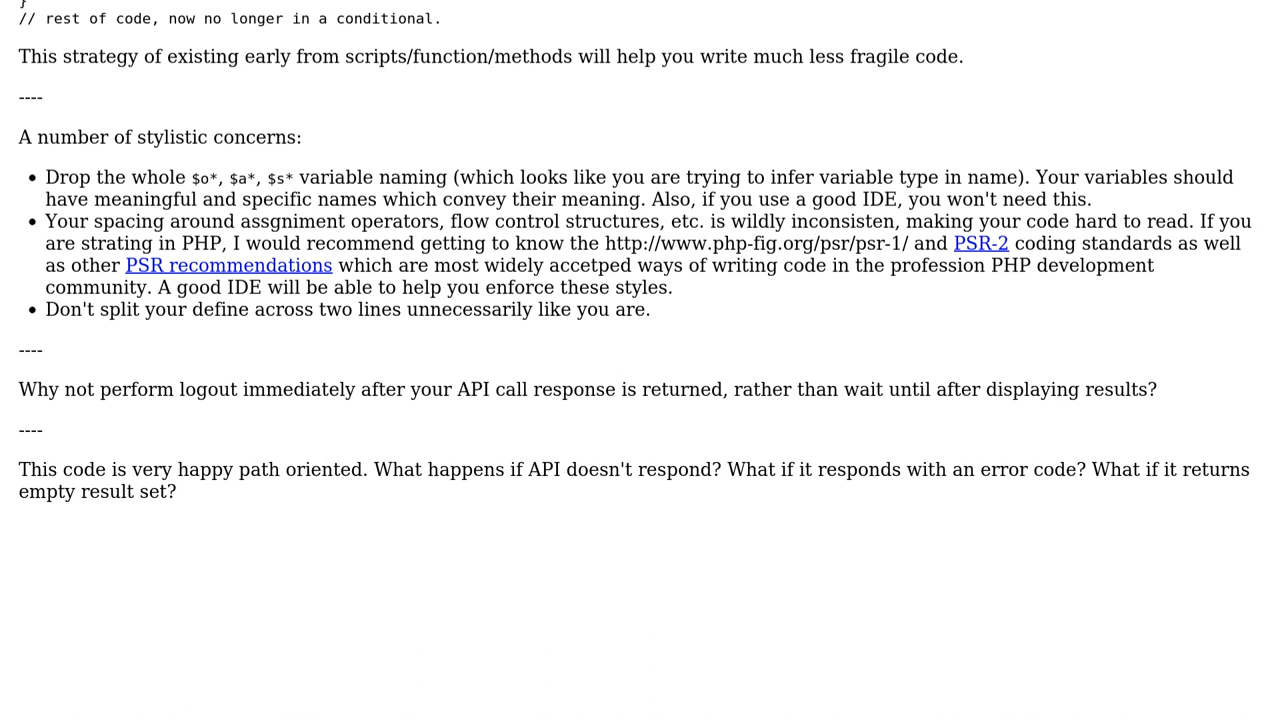 }
// rest of code, now no longer in a conditional.
This strategy of existing early from scripts/function/methods will help you write much less fragile code.
----
A number of stylistic concerns:
• Drop the whole $o*, $a*, $s* variable naming (which looks like you are trying to infer variable type in name). Your variables should
have meaningful and specific names which convey their meaning. Also, if you use a good IDE, you won't need this.
• Your spacing around assgniment operators, flow control structures, etc. is wildly inconsisten, making your code hard to read. If you
are strating in PHP, I would recommend getting to know the http://www.php-fig.org/psr/psr-1/ and PSR-2 coding standards as well
as other PSR recommendations which are most widely accetped ways of writing code in the profession PHP development
community. A good IDE will be able to help you enforce these styles.
• Don't split your define across two lines unnecessarily like you are.
----
Why not perform logout immediately after your API call response is returned, rather than wait until after displaying results?
----
This code is very happy path oriented. What happens if API doesn't respond? What if it responds with an error code? What if it returns
empty result set?